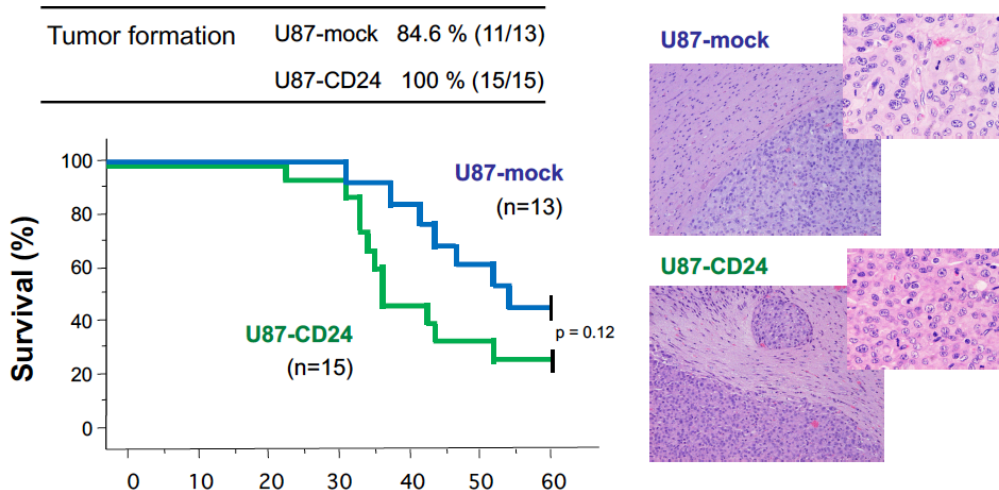 Tumor formation U87-mock 84.6 % (11/13)
U87-CD24 100 % (15/15)
Survival (%)
100
80
60
40
20
0
0 10 20 30 40 50 60
U87-mock
(n=13)
U87-CD24
(n=15)
p = 0.12
U87-mock
U87-CD24